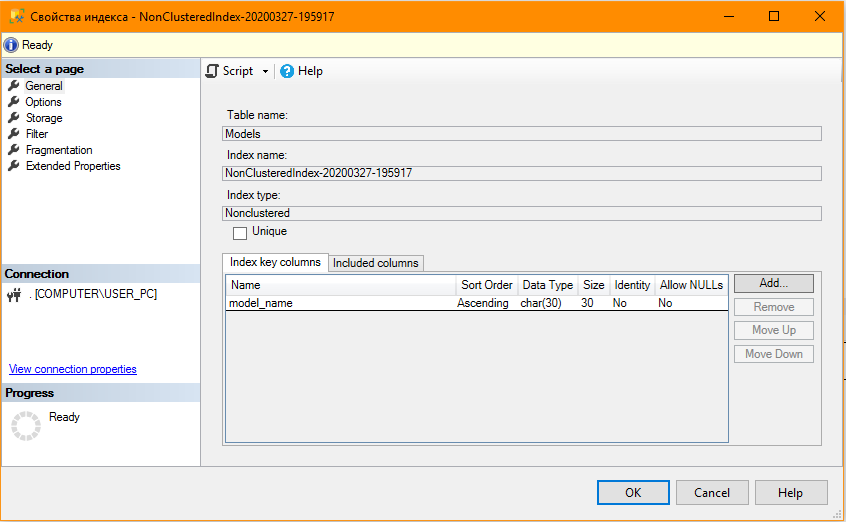 Свойства индекса - NonClusteredIndex-20200327-195917
Ready
Select a page
General
Options
Storage
Filter
Fragmentation
Extended Properties
Connection
. [COMPUTER\USER_PC]
View connection properties
Progress
Ready
Script Help
Table name:
Models
Index name:
NonClusteredIndex-20200327-195917
Index type:
Nonclustered
Unique
Index key columns Included columns
Name Sort Order Data Type Size Identity Allow NULLs
model_name Ascending char(30) 30 No No
Add...
Remove
Move Up
Move Down
OK Cancel Help